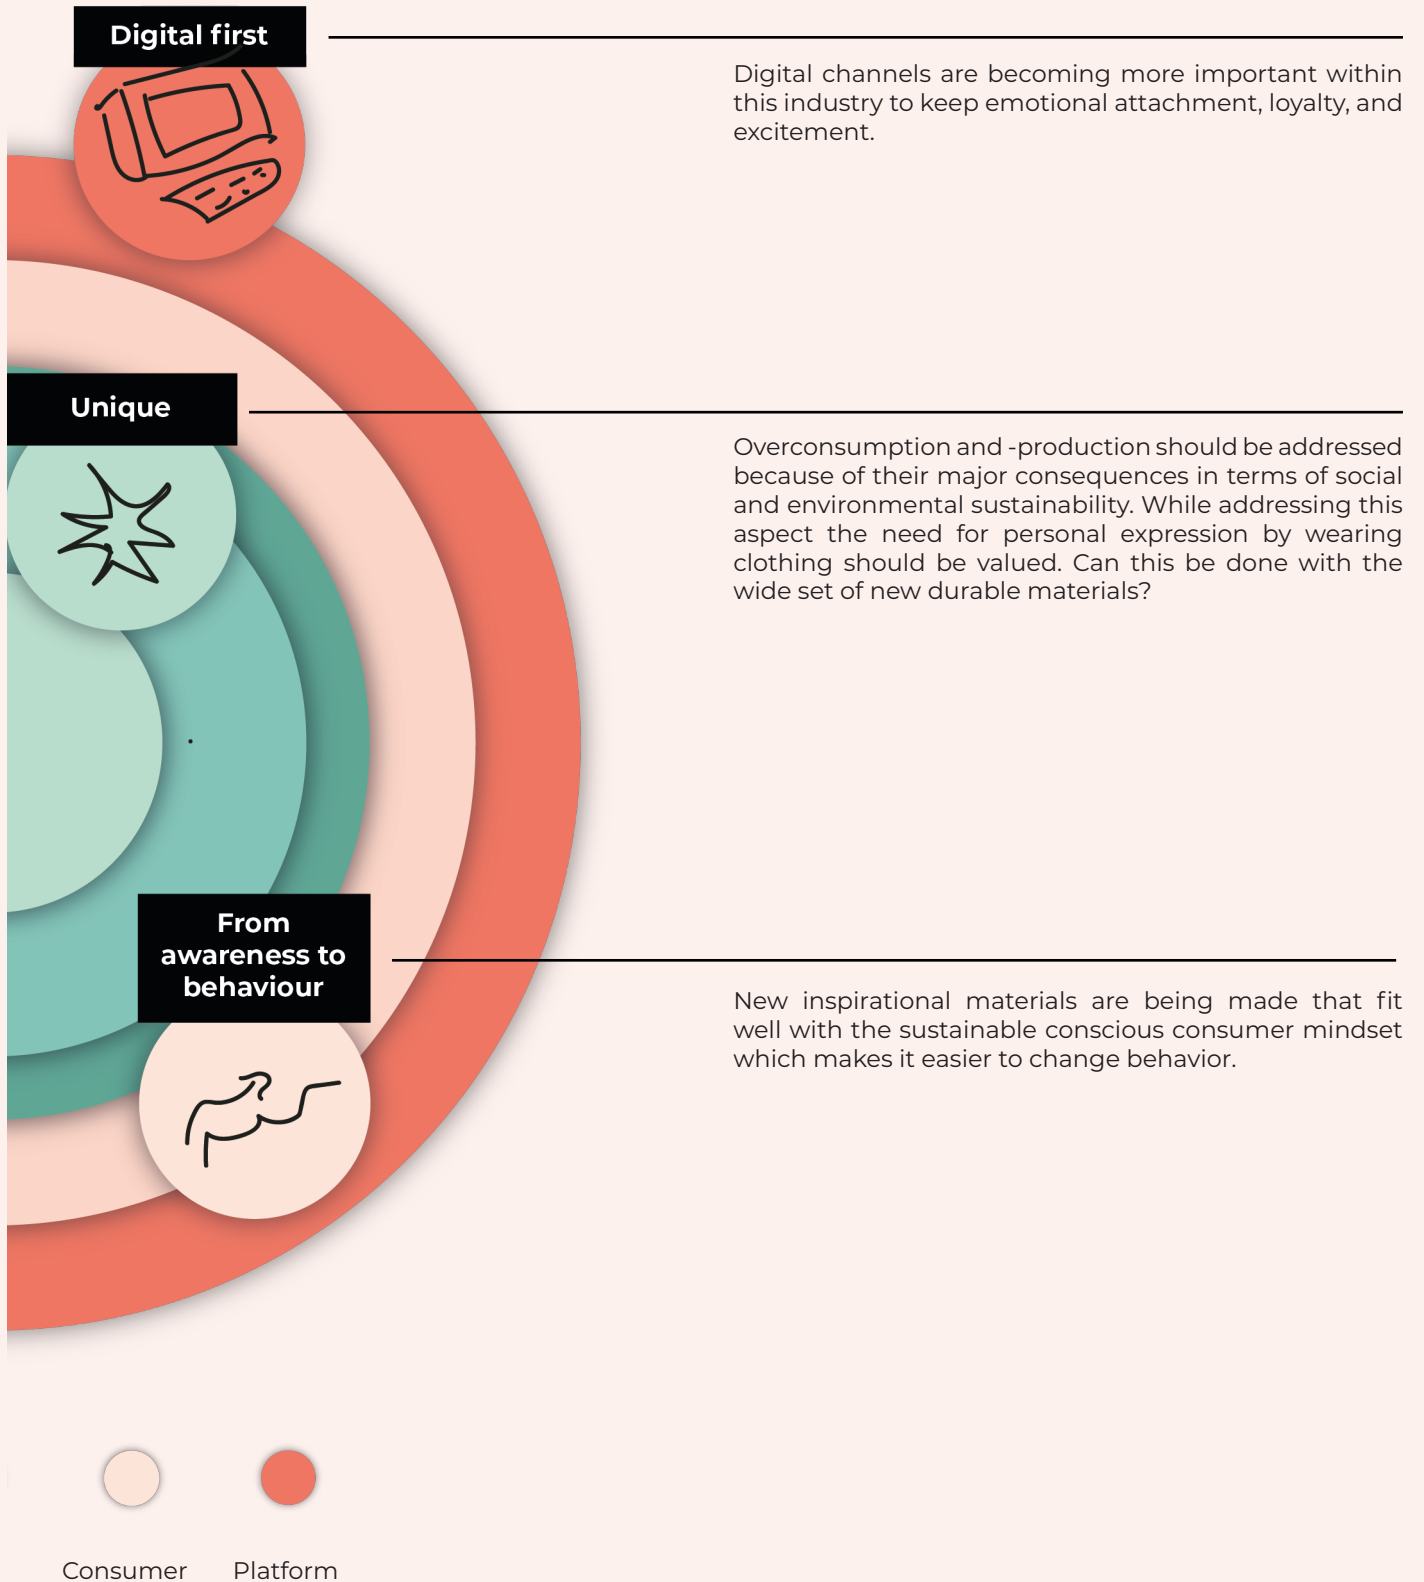 Digital first
Digital channels are becoming more important within
this industry to keep emotional attachment, loyalty, and
excitement.
Unique
Overconsumption and -production should be addressed
because of their major consequences in terms of social
and environmental sustainability. While addressing this
aspect the need for personal expression by wearing
clothing should be valued. Can this be done with the
wide set of new durable materials?
From
awareness to
behaviour
New inspirational materials are being made that fit
well with the sustainable conscious consumer mindset
which makes it easier to change behavior.
Consumer
Platform